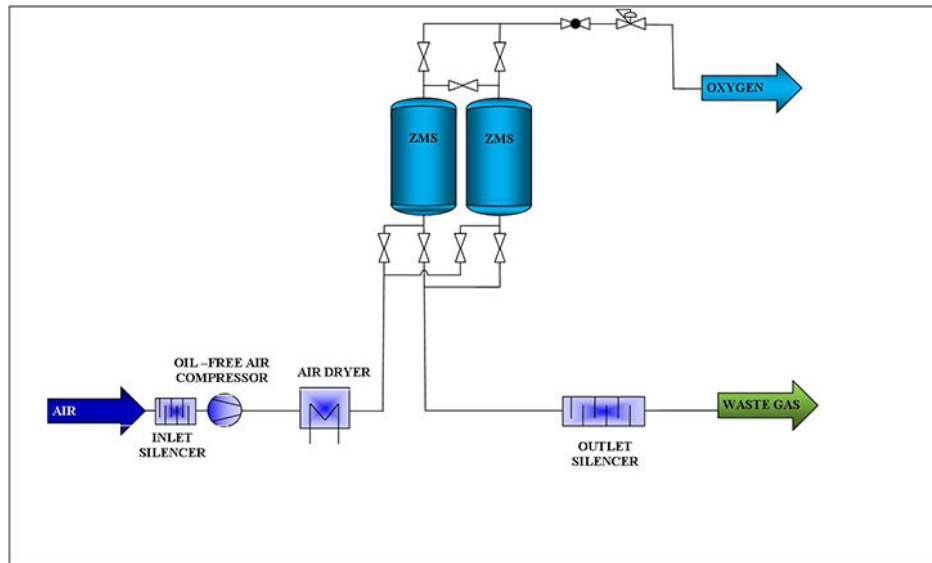 OXYGEN
ZMS
ZMS
OIL –FREE AIR
COMPRESSOR
AIR DRYER
AIR
INLET
SILENCER
WASTE GAS
OUTLET
SILENCER